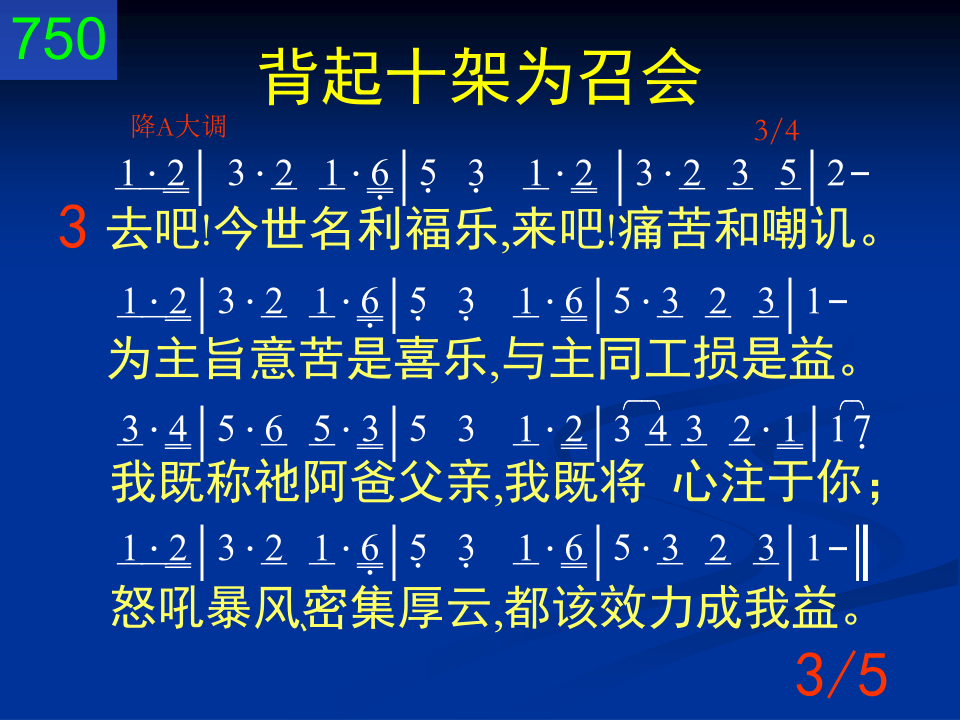 750
背起十架为召会
降A大调
3/4
1 · 2| 3 · 2 1 · 6|5 3 1 · 2 |3 · 2 3 5|2-
3 去吧!今世名利福乐,来吧!痛苦和嘲讥。
1 · 2|3 · 2 1 · 6|5 3 1 · 6|5 · 3 2 3|1-
为主旨意苦是喜乐,与主同工损是益。
3 · 4|5 · 6 5 · 3|5 3 1 · 2|3 4 3 2 · 1|1 7
我既称祂阿爸父亲,我既将 心注于你；
1 · 2|3 · 2 1 · 6|5 3 1 · 6|5 · 3 2 3|1-‖
怒吼暴风、密集厚云,都该效力成我益。
3/5